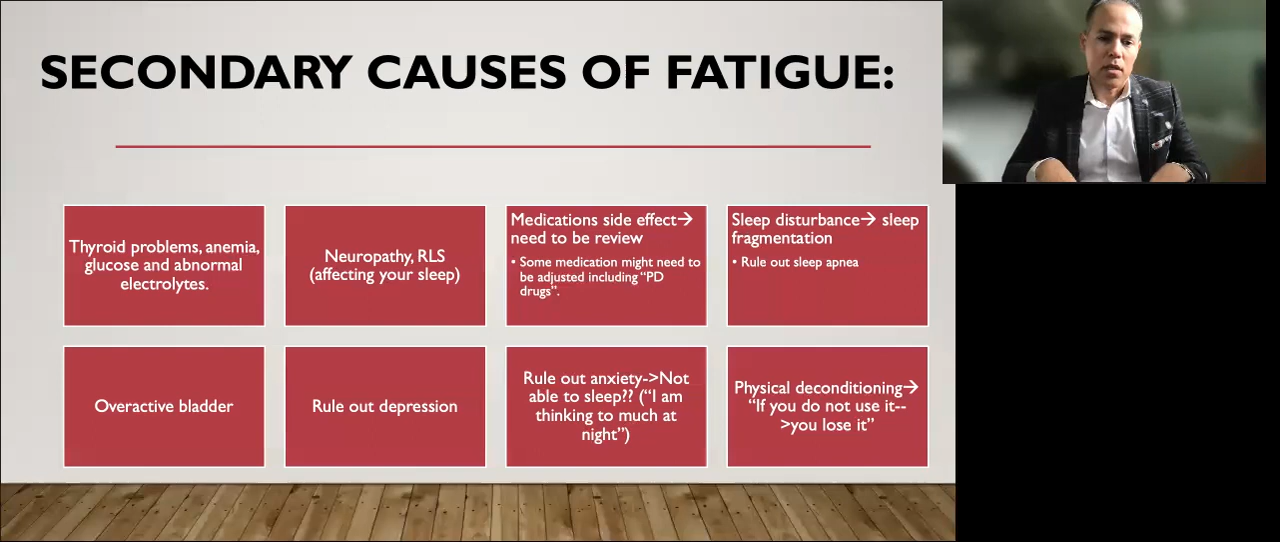 SECONDARY CAUSES OF FATIGUE:
Thyroid problems, anemia,
glucose and abnormal
electrolytes.
Neuropathy, RLS
(affecting your sleep)
Medications side effect→
need to be review
• Some medication might need to
be adjusted including “PD
drugs”.
Sleep disturbance→ sleep
fragmentation
• Rule out sleep apnea
Overactive bladder
Rule out depression
Rule out anxiety->Not
able to sleep?? (“I am
thinking to much at
night”)
Physical deconditioning→
“If you do not use it--
>you lose it”